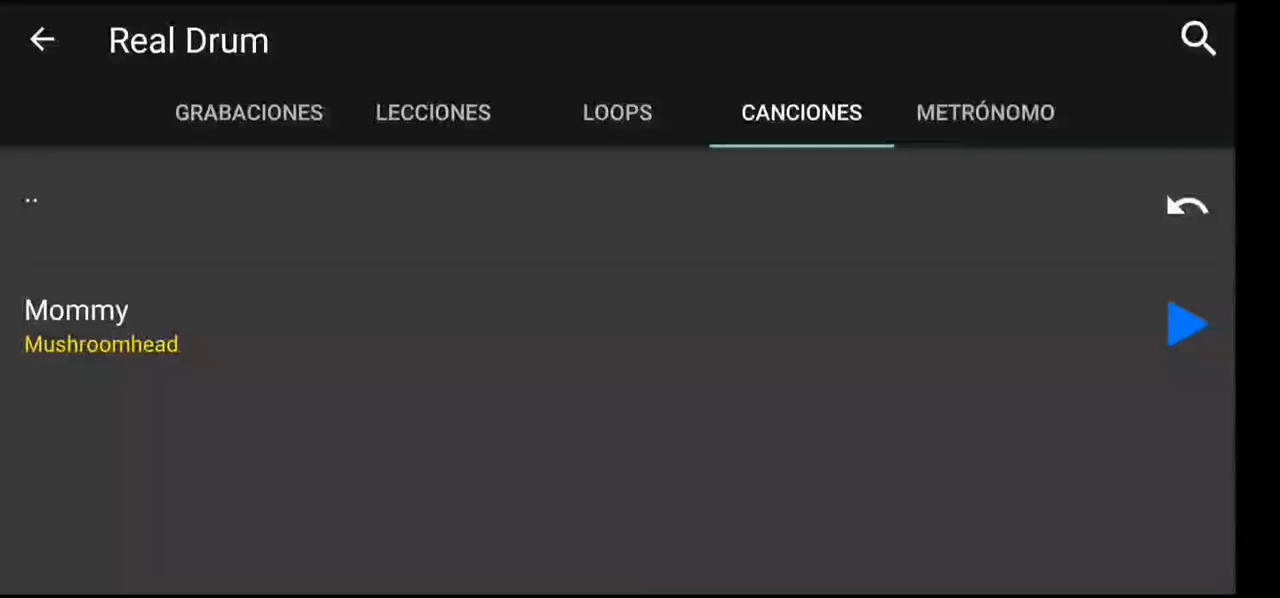 Real Drum
GRABACIONES LECCIONES LOOPS CANCIONES METRÓNOMO
..
Mommy
Mushroomhead